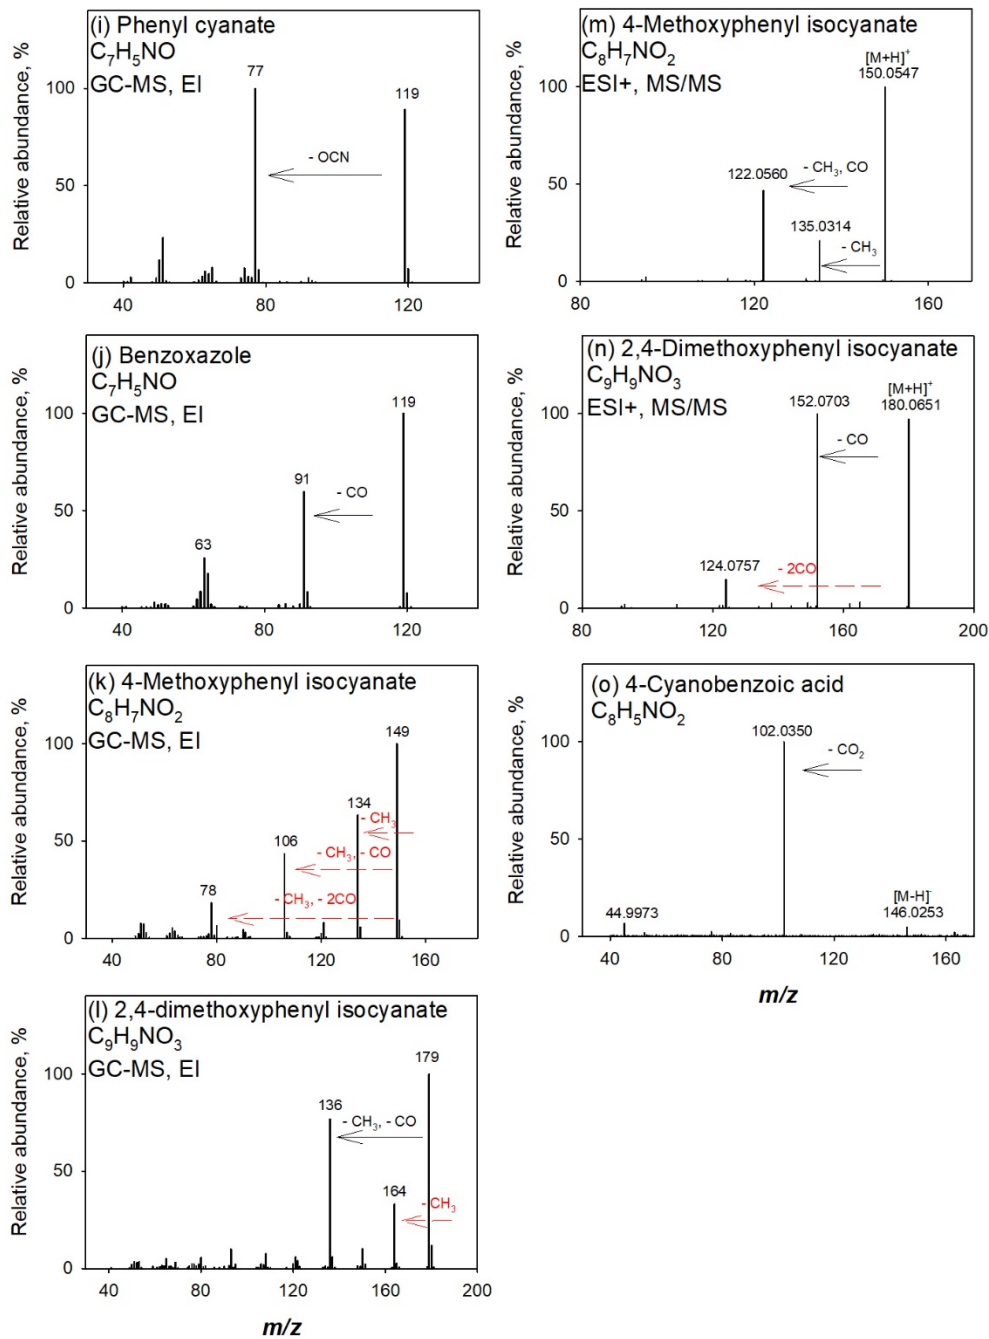 (i) Phenyl cyanate
C7H5NO
GC-MS, EI
Relative abundance, %
100
50
0
77
119
- OCN
40
80
120
(j) Benzoxazole
C7H5NO
GC-MS, EI
Relative abundance, %
100
50
0
119
91
- CO
63
40
80
120
(k) 4-Methoxyphenyl isocyanate
C8H7NO2
GC-MS, EI
Relative abundance, %
100
50
0
149
134
- CH3
106
- CH3, - CO
78
- CH3, - 2CO
40
80
120
160
(l) 2,4-dimethoxyphenyl isocyanate
C9H9NO3
GC-MS, EI
Relative abundance, %
100
50
0
179
136
- CH3, - CO
164
- CH3
40
80
120
160
200
m/z
(m) 4-Methoxyphenyl isocyanate
C8H7NO2
ESI+, MS/MS
Relative abundance, %
100
50
0
[M+H]+
150.0547
122.0560
- CH3, CO
135.0314
- CH3
80
120
160
(n) 2,4-Dimethoxyphenyl isocyanate
C9H9NO3
ESI+, MS/MS
Relative abundance, %
100
50
0
152.0703
[M+H]+
180.0651
- CO
124.0757
- 2CO
80
120
160
200
(o) 4-Cyanobenzoic acid
C8H5NO2
Relative abundance, %
100
50
0
102.0350
- CO2
44.9973
[M-H]-
146.0253
40
80
120
160
m/z